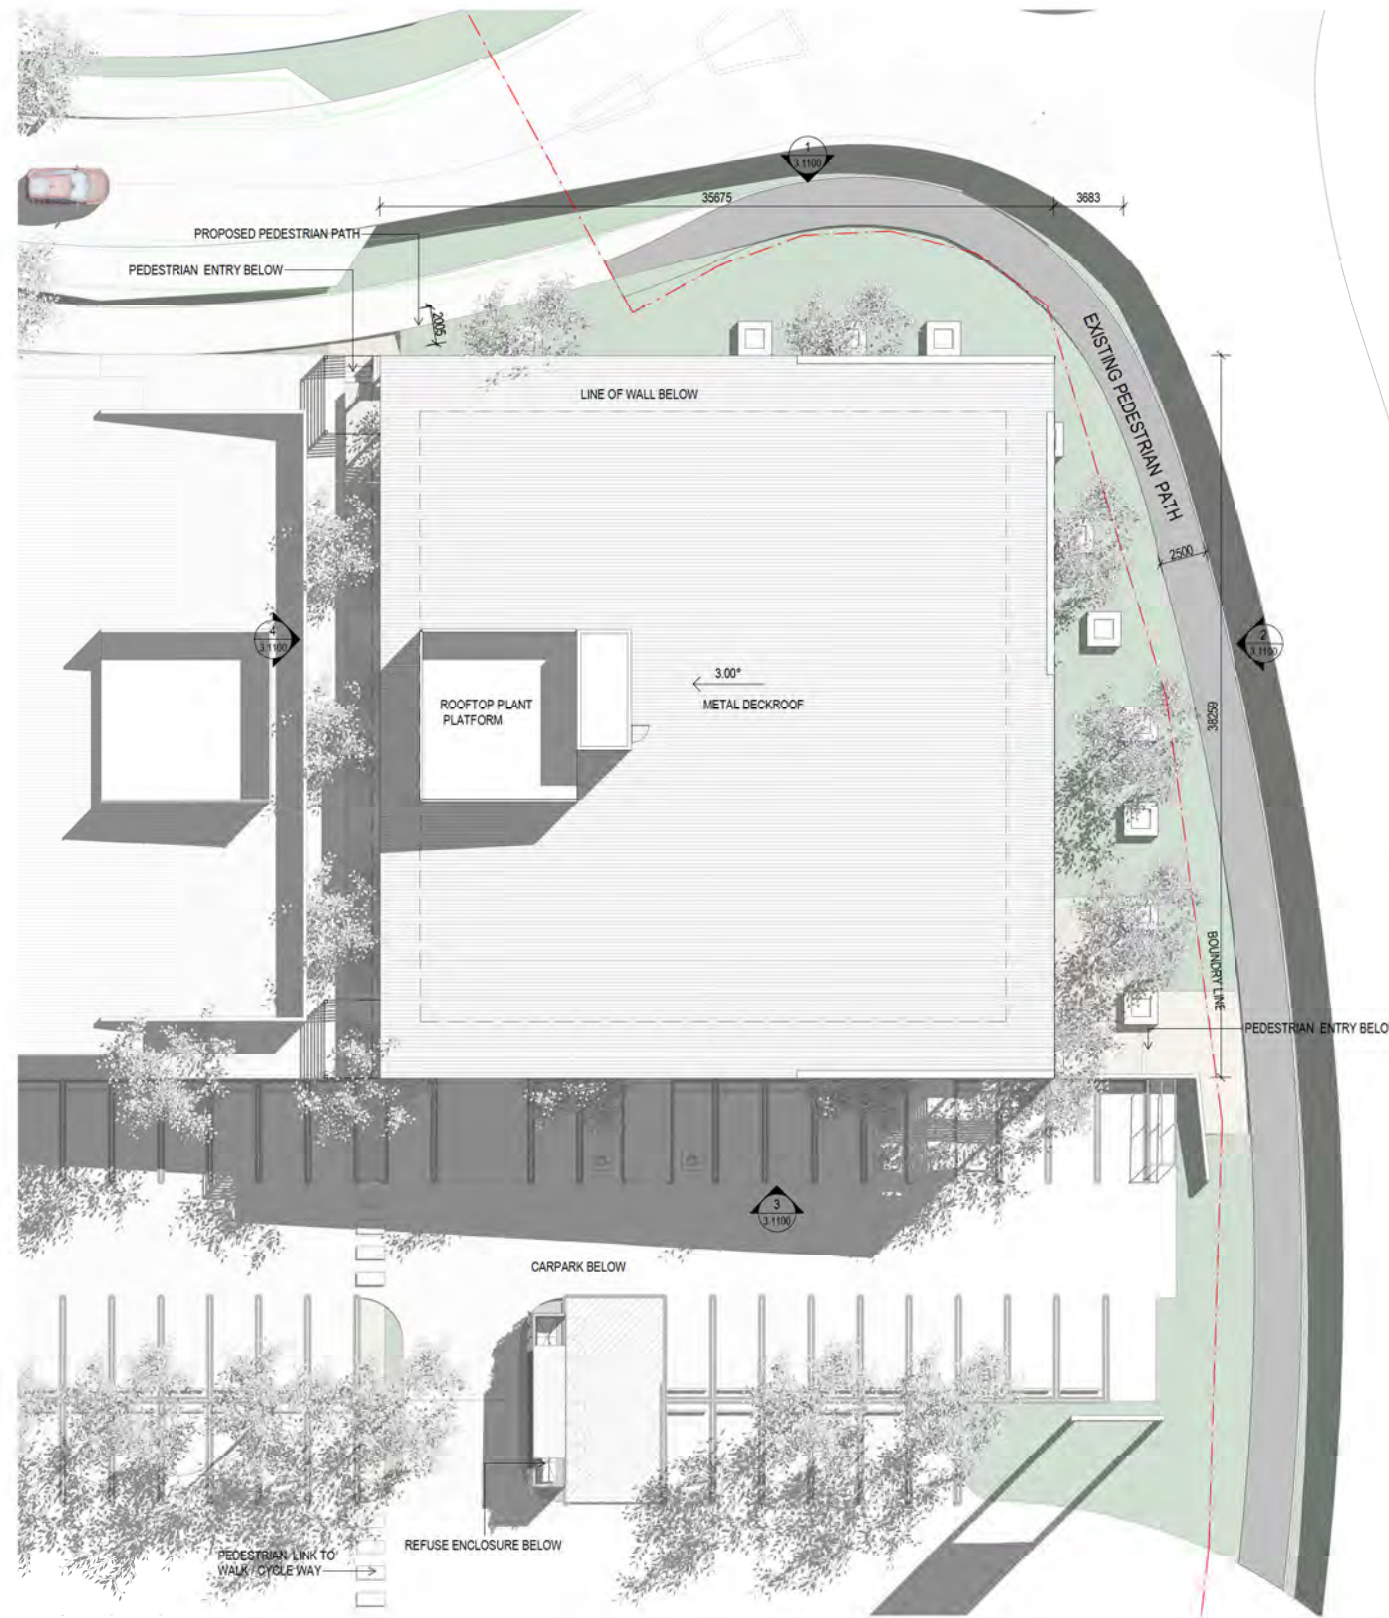 1
3.1100
35675
3683
PROPOSED PEDESTRIAN PATH
PEDESTRIAN ENTRY BELOW
2005
EXISTING PEDESTRIAN PATH
LINE OF WALL BELOW
2500
4
3.1100
2
3.1100
3.00°
METAL DECKROOF
ROOFTOP PLANT
PLATFORM
38259
BOUNDRY LINE
PEDESTRIAN ENTRY BELO
3
3.1100
CARPARK BELOW
REFUSE ENCLOSURE BELOW
PEDESTRIAN LINK TO
WALK / CYCLE WAY